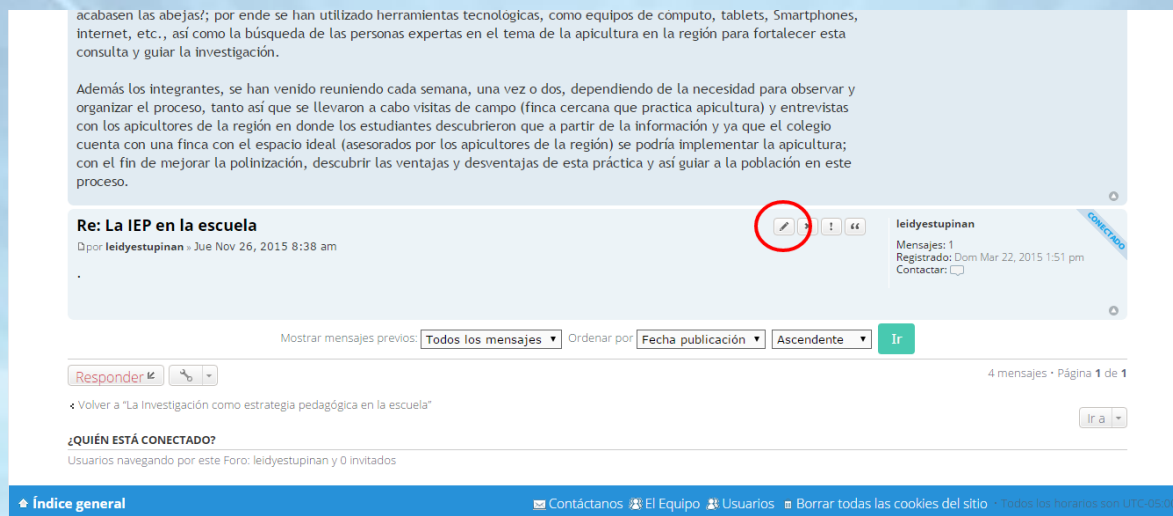 acabasen las abejas?; por ende se han utilizado herramientas tecnológicas, como equipos de cómputo, tablets, Smartphones,
internet, etc., así como la búsqueda de las personas expertas en el tema de la apicultura en la región para fortalecer esta
consulta y guiar la investigación.
Además los integrantes, se han venido reuniendo cada semana, una vez o dos, dependiendo de la necesidad para observar y
organizar el proceso, tanto así que se llevaron a cabo visitas de campo (finca cercana que practica apicultura) y entrevistas
con los apicultores de la región en donde los estudiantes descubrieron que a partir de la información y ya que el colegio
cuenta con una finca con el espacio ideal (asesorados por los apicultores de la región) se podría implementar la apicultura;
con el fin de mejorar la polinización, descubrir las ventajas y desventajas de esta práctica y así guiar a la población en este
proceso.
Re: La IEP en la escuela
por leidyestupinan » Jue Nov 26, 2015 8:38 am
.
leidyestupinan
CONECTADO
Mensajes: 1
Registrado: Dom Mar 22, 2015 1:51 pm
Contactar:
Mostrar mensajes previos: Todos los mensajes Ordenar por Fecha publicación Ascendente Ir
Responder
4 mensajes • Página 1 de 1
Volver a "La Investigación como estrategia pedagógica en la escuela"
Ir a
¿QUIÉN ESTÁ CONECTADO?
Usuarios navegando por este Foro: leidyestupinan y 0 invitados
Índice general Contáctanos El Equipo Usuarios Borrar todas las cookies del sitio • Todos los horarios son UTC-05:00